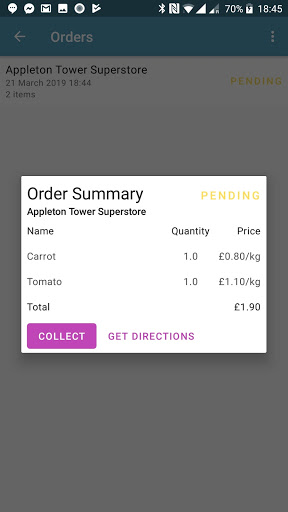 70% 18:45
Orders
Appleton Tower Superstore
21 March 2019 18:44
2 items
PENDING
Order Summary PENDING
Appleton Tower Superstore
Name Quantity Price
Carrot 1.0 £0.80/kg
Tomato 1.0 £1.10/kg
Total £1.90
COLLECT GET DIRECTIONS